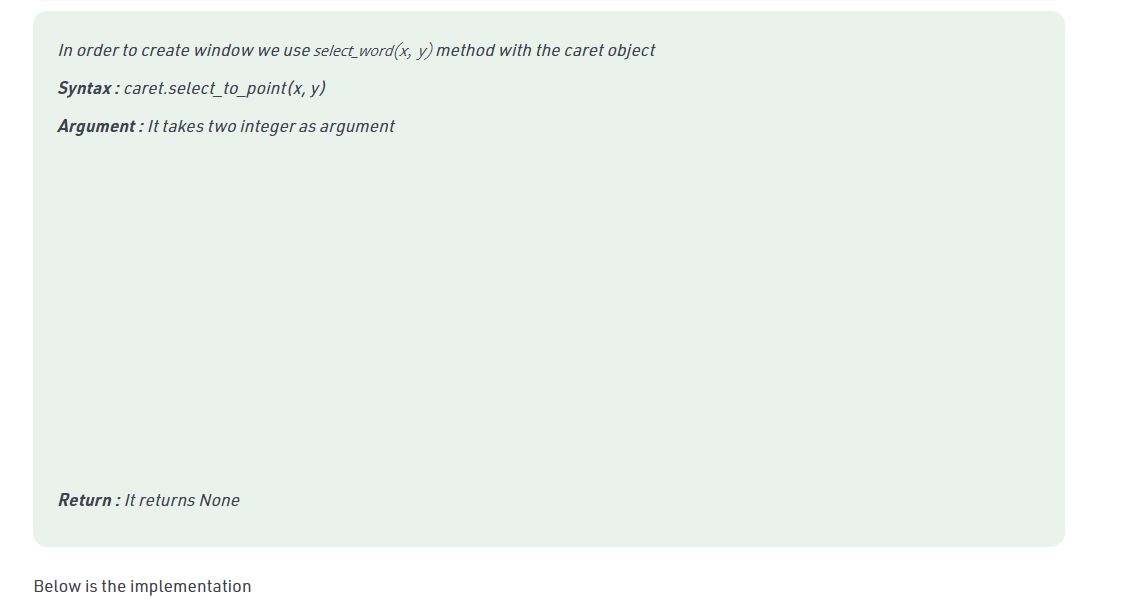 In order to create window we use select_word(x, y) method with the caret object
Syntax : caret.select_to_point(x, y)
Argument : It takes two integer as argument
Return : It returns None
Below is the implementation